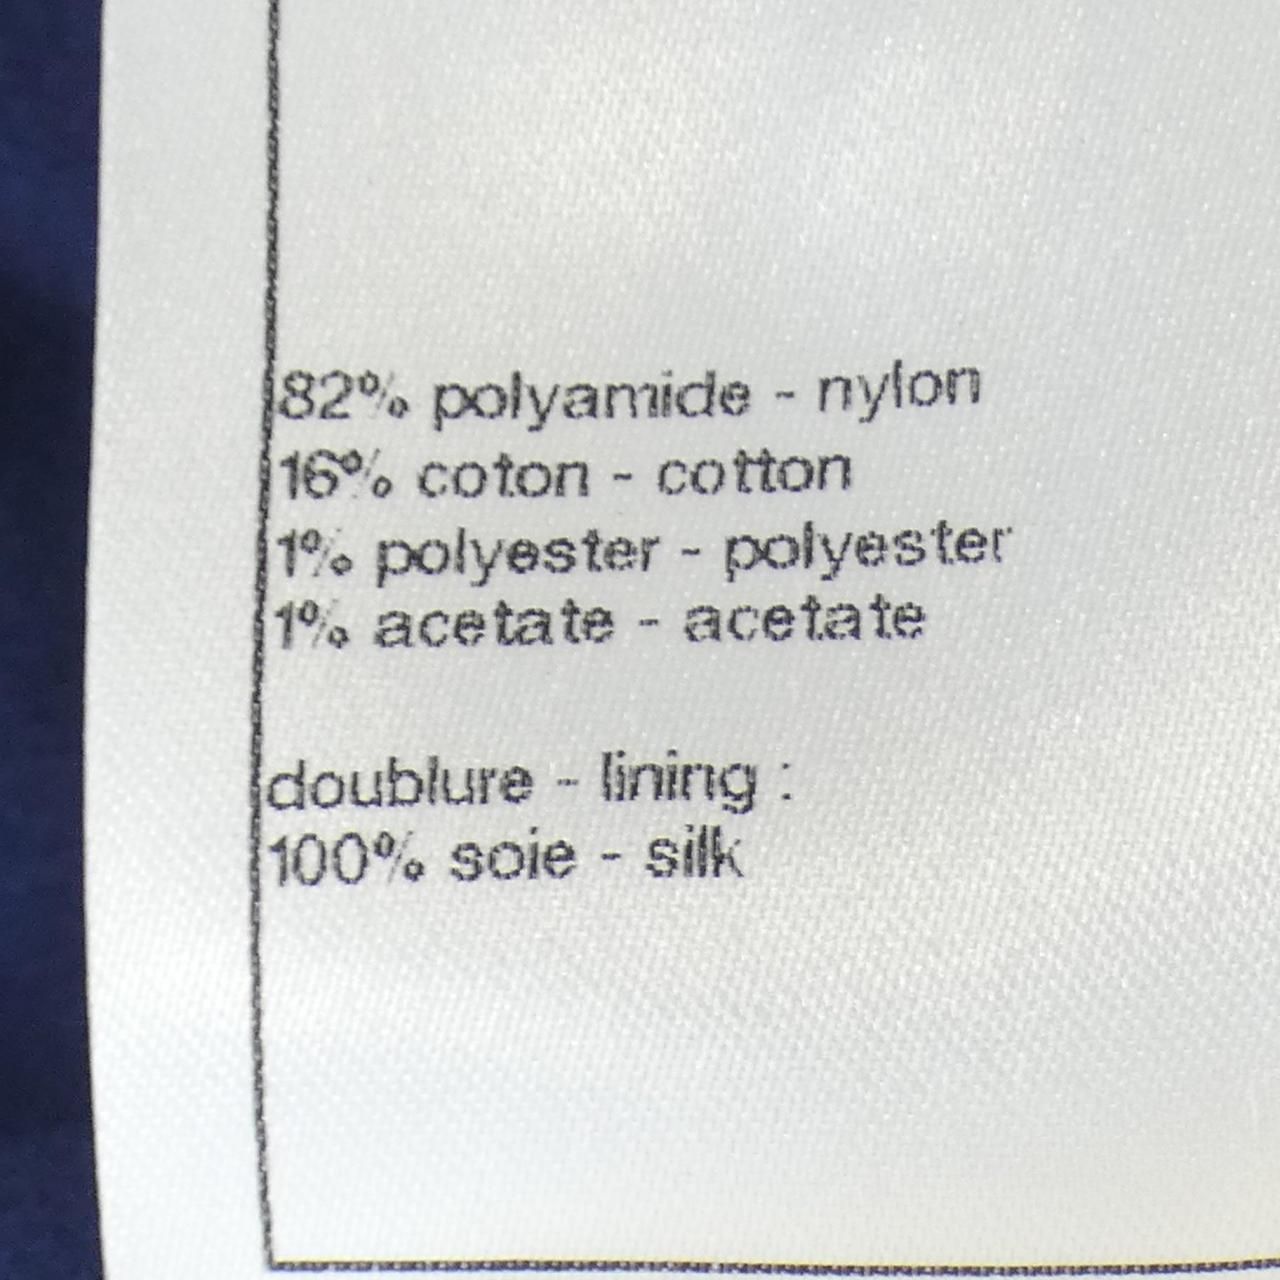 82% polyamide - nylon
16% coton - cotton
1% polyester - polyester
1% acetate - acetate
doublure - lining :
100% soie - silk